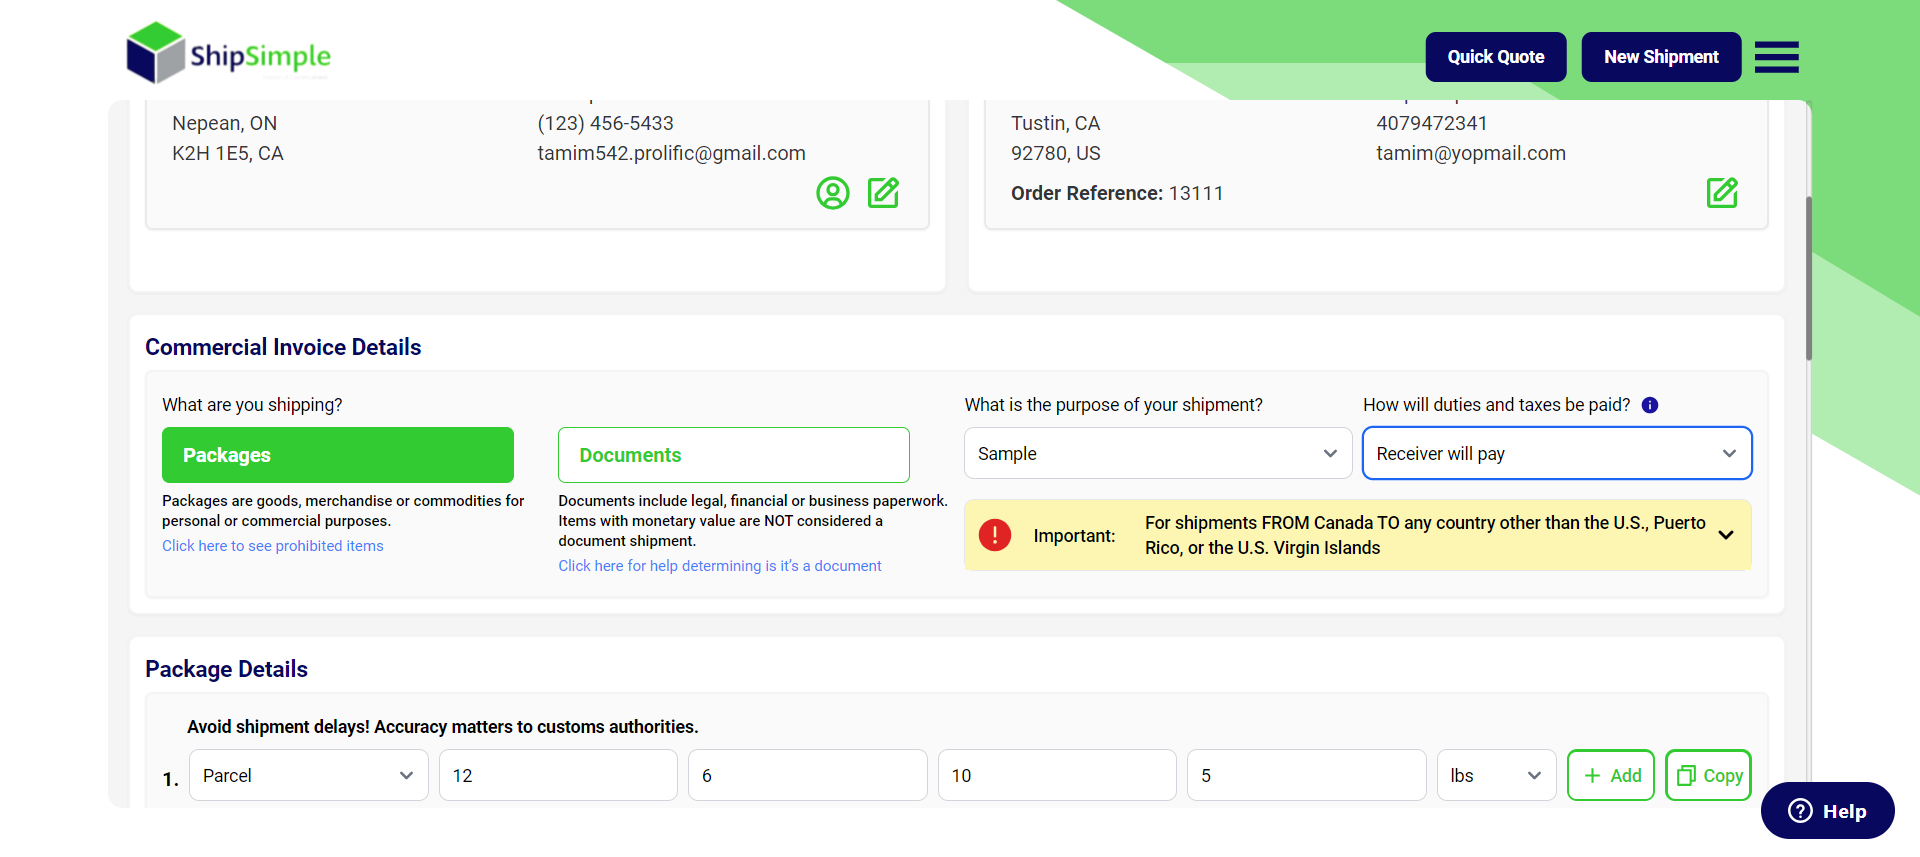 ShipSimple
Quick Quote
New Shipment
Nepean, ON
(123) 456-5433
K2H 1E5, CA
tamim542.prolific@gmail.com
Tustin, CA
4079472341
92780, US
tamim@yopmail.com
Order Reference: 13111
Commercial Invoice Details
What are you shipping?
Packages
Packages are goods, merchandise or commodities for
personal or commercial purposes.
Click here to see prohibited items
Documents
Documents include legal, financial or business paperwork.
Items with monetary value are NOT considered a
document shipment.
Click here for help determining is it's a document
What is the purpose of your shipment?
Sample
How will duties and taxes be paid?
Receiver will pay
Important:
For shipments FROM Canada TO any country other than the U.S., Puerto
Rico, or the U.S. Virgin Islands
Package Details
Avoid shipment delays! Accuracy matters to customs authorities.
1. Parcel 12 6 10 5 lbs + Add Copy
Help